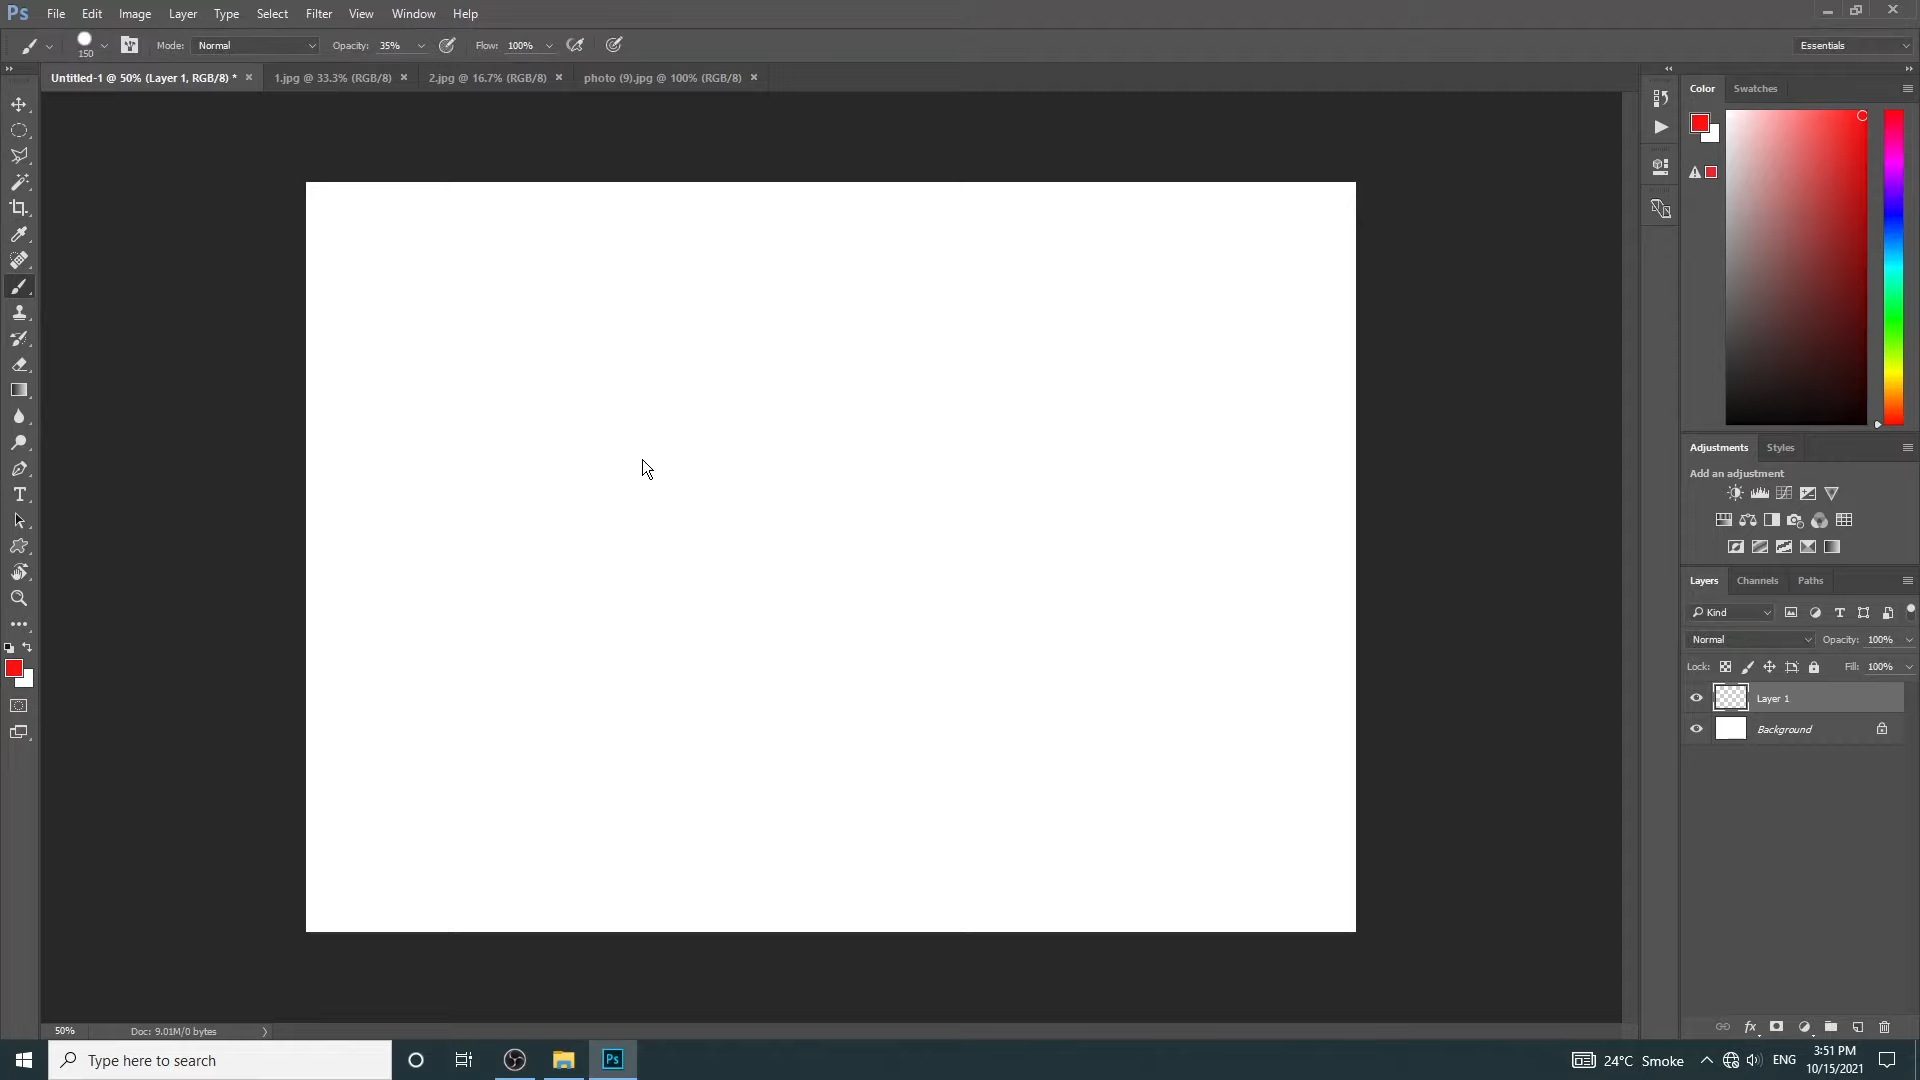 Ps File Edit Image Layer Type Select Filter View Window Help
150 Mode: Normal Opacity: 35% Flow: 100% Essentials
Untitled-1 @ 50% (Layer 1, RGB/8) * × 1.jpg @ 33.3% (RGB/8) × 2.jpg @ 16.7% (RGB/8) × photo (9).jpg @ 100% (RGB/8) ×
Color Swatches
Adjustments Styles
Add an adjustment
Layers Channels Paths
Kind
Normal Opacity: 100%
Lock: Fill: 100%
Layer 1
Background
50% Doc: 9.01M/0 bytes
Type here to search Ps 24°C Smoke ENG 3:51 PM
10/15/2021